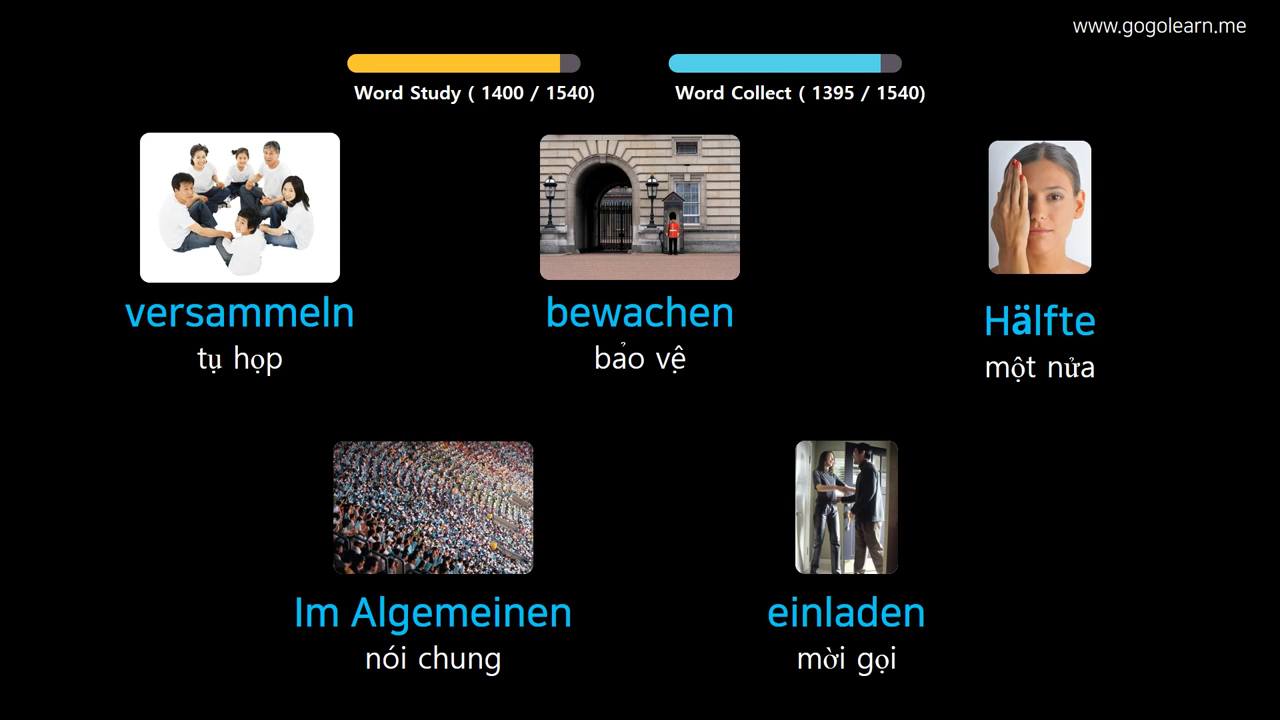 www.gogolearn.me
Word Study ( 1400 / 1540)
Word Collect ( 1395 / 1540)
versammeln
tụ họp
bewachen
bảo vệ
Hälfte
một nửa
Im Algemeinen
nói chung
einladen
mời gọi